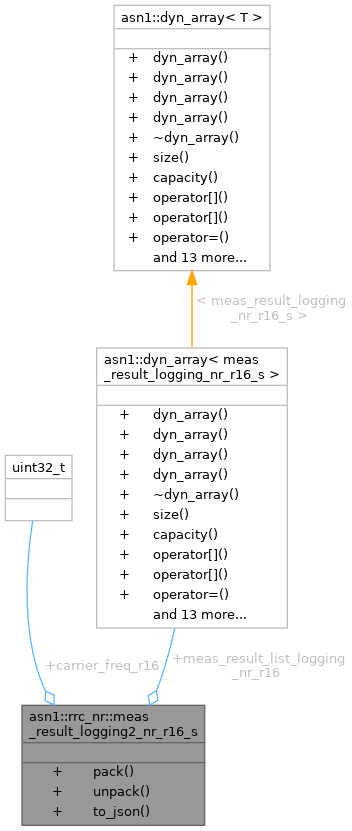 asn1::dyn_array< T >
+ dyn_array()
+ dyn_array()
+ dyn_array()
+ dyn_array()
+ ~dyn_array()
+ size()
+ capacity()
+ operator[]()
+ operator[]()
+ operator=()
and 13 more...
< meas_result_logging
_nr_r16_s >
asn1::dyn_array< meas
_result_logging_nr_r16_s >
+ dyn_array()
+ dyn_array()
+ dyn_array()
+ dyn_array()
+ ~dyn_array()
+ size()
+ capacity()
+ operator[]()
+ operator[]()
+ operator=()
and 13 more...
uint32_t
+carrier_freq_r16
+meas_result_list_logging
_nr_r16
asn1::rrc_nr::meas
_result_logging2_nr_r16_s
+ pack()
+ unpack()
+ to_json()